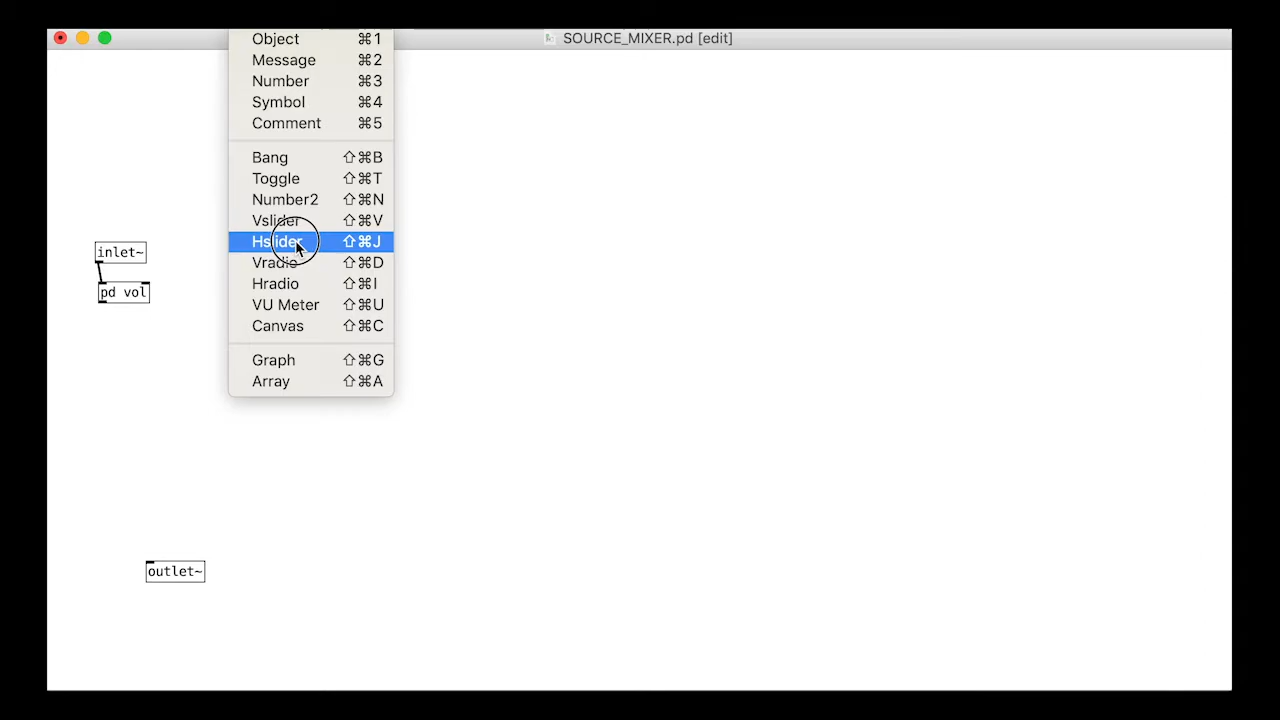 SOURCE_MIXER.pd [edit]
Object ⌘1
Message ⌘2
Number ⌘3
Symbol ⌘4
Comment ⌘5
Bang ⇧⌘B
Toggle ⇧⌘T
Number2 ⇧⌘N
Vslider ⇧⌘V
Hslider ⇧⌘J
Vradio ⇧⌘D
Hradio ⇧⌘I
VU Meter ⇧⌘U
Canvas ⇧⌘C
Graph ⇧⌘G
Array ⇧⌘A
inlet~
pd vol
outlet~